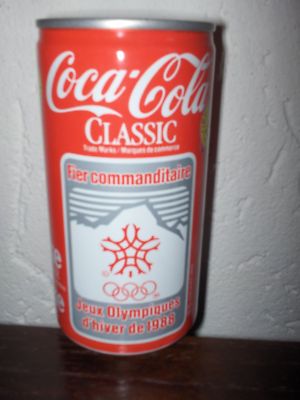 Coca-Cola
CLASSIC
Trade Marks / Marques de commerce
Fier commanditaire
Jeux Olympiques
d'hiver de 1988